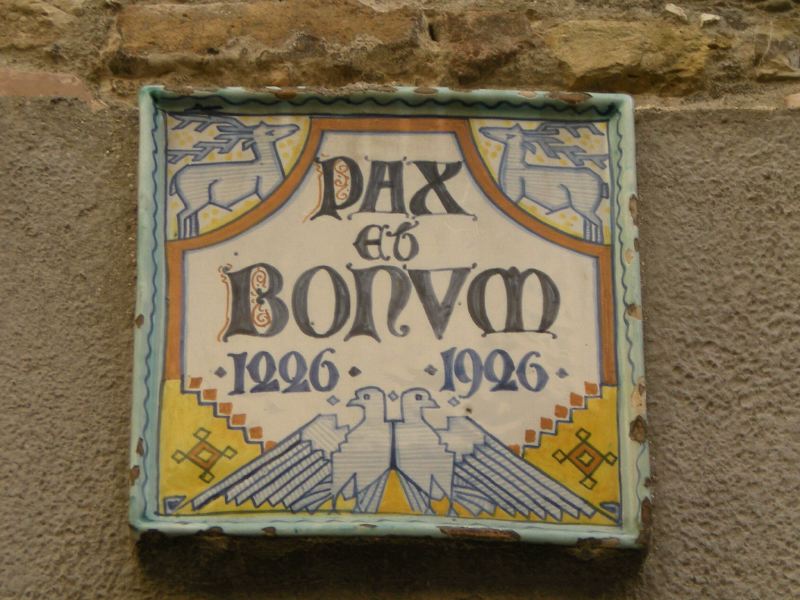 PAX
et
BONVM
·1226· ·1926·